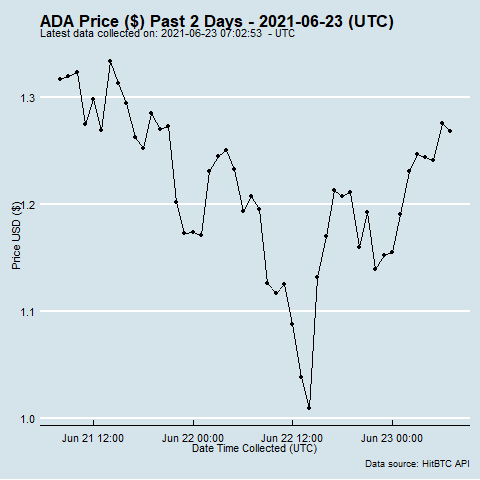 ADA Price ($) Past 2 Days - 2021-06-23 (UTC)
Latest data collected on: 2021-06-23 07:02:53 - UTC
Price USD ($)
1.3
1.2
1.1
1.0
Jun 21 12:00 Jun 22 00:00 Jun 22 12:00 Jun 23 00:00
Date Time Collected (UTC)
Data source: HitBTC API